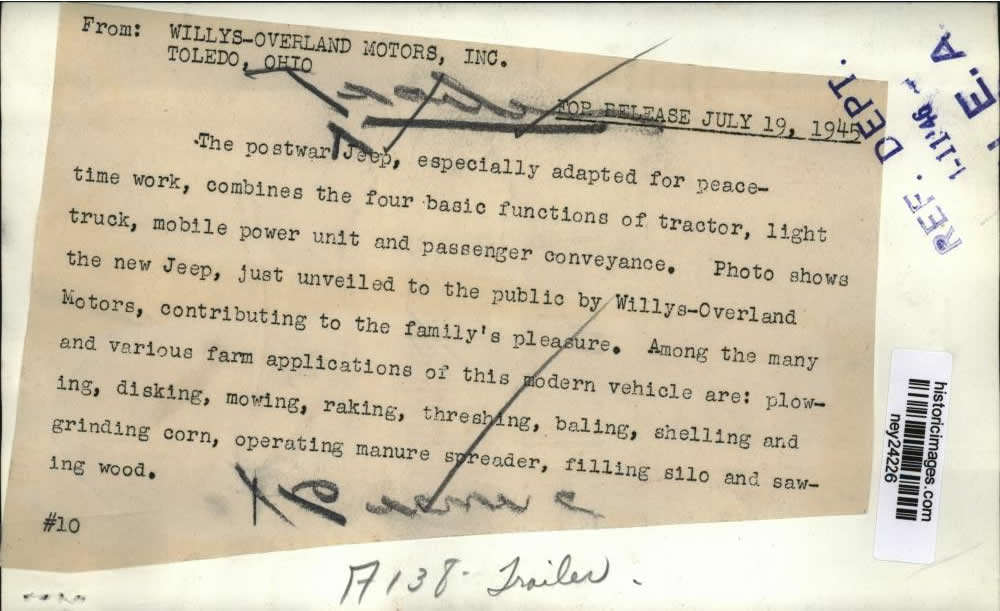 From: WILLYS-OVERLAND MOTORS, INC.
TOLEDO, OHIO
FOR RELEASE JULY 19, 1945
The postwar Jeep, especially adapted for peace-
time work, combines the four basic functions of tractor, light
truck, mobile power unit and passenger conveyance. Photo shows
the new Jeep, just unveiled to the public by Willys-Overland
Motors, contributing to the family's pleasure. Among the many
and various farm applications of this modern vehicle are: plow-
ing, disking, mowing, raking, threshing, baling, shelling and
grinding corn, operating manure spreader, filling silo and saw-
ing wood.
#10
REF. DEPT.
1-11-46
E. A
historicimages.com
ney24226
A138- Trailer.